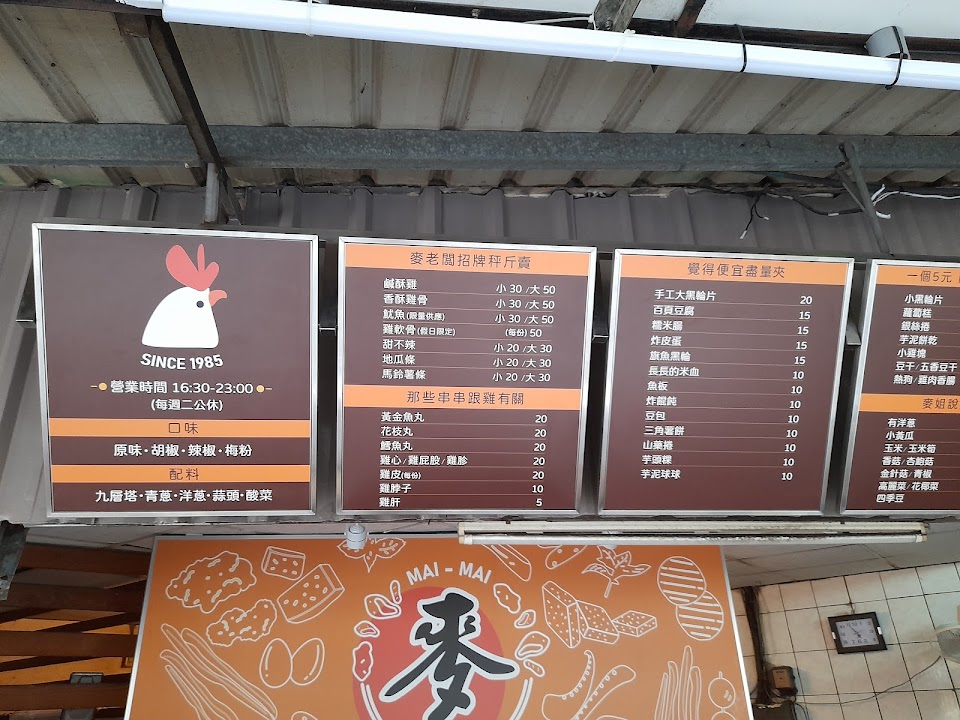 SINCE 1985
營業時間 16:30-23:00
(每週二公休)
口味
原味·胡椒·辣椒·梅粉
配料
九層塔·青蔥·洋蔥·蒜頭·酸菜
麥老闆招牌秤斤賣
鹹酥雞 小 30 /大 50
香酥雞骨 小 30 /大 50
魷魚(限量供應) 小 30 /大 50
雞軟骨(假日限定) (每份) 50
甜不辣 小 20 /大 30
地瓜條 小 20 /大 30
馬鈴薯條 小 20 /大 30
那些串串跟雞有關
黃金魚丸 20
花枝丸 20
鱈魚丸 20
雞心/雞屁股/雞胗 20
雞皮(每份) 20
雞脖子 10
雞肝 5
覺得便宜盡量夾
手工大黑輪片 20
百頁豆腐 15
糯米腸 15
炸皮蛋 15
旗魚黑輪 15
長長的米血 10
魚板 10
炸餛飩 10
豆包 10
三角薯餅 10
山藥捲 10
芋頭粿 10
芋泥球球 10
一個5元
小黑輪片
蘿蔔糕
銀絲捲
芋泥餅乾
小雞塊
豆干/五香豆干
熱狗/雞肉香腸
麥姐說
有洋蔥
小黃瓜
玉米/玉米筍
香菇/杏鮑菇
金針菇/青椒
高麗菜/花椰菜
四季豆
MAI - MAI
麥